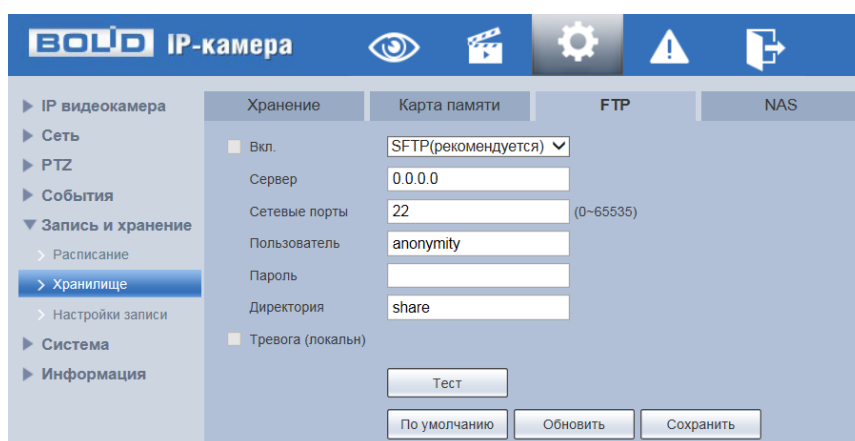 BOLID IP-камера
IP видеокамера
Сеть
PTZ
События
Запись и хранение
Расписание
Хранилище
Настройки записи
Система
Информация
Хранение Карта памяти FTP NAS
Вкл. SFTP(рекомендуется)
Сервер 0.0.0.0
Сетевые порты 22 (0~65535)
Пользователь anonymity
Пароль
Директория share
Тревога (локальн)
Тест
По умолчанию Обновить Сохранить